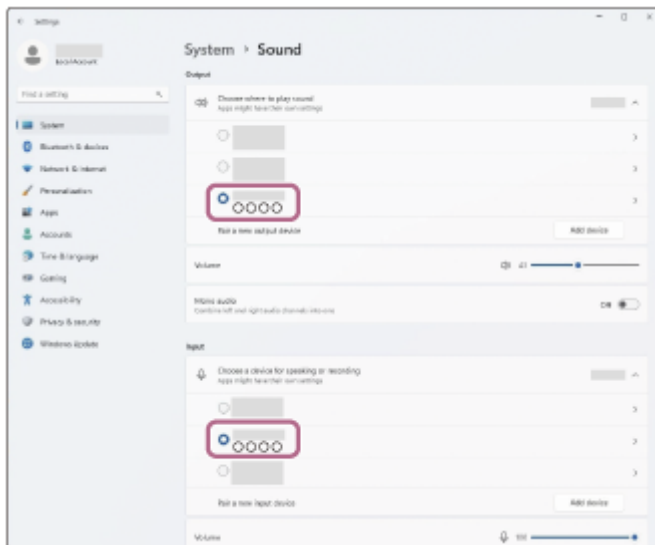 Settings
System > Sound
Local Account
Output
Find a setting
Choose where to play sound
Apps might have their own settings
System
Bluetooth & devices
Network & internet
Personalization
Apps
Pair a new output device
Add device
Accounts
Time & language
Volume
Gaming
Accessibility
Mono audio
Off
Combine left and right audio channels into one
Privacy & security
Windows Update
Input
Choose a device for speaking or recording
Apps might have their own settings
Pair a new input device
Add device
Volume
100